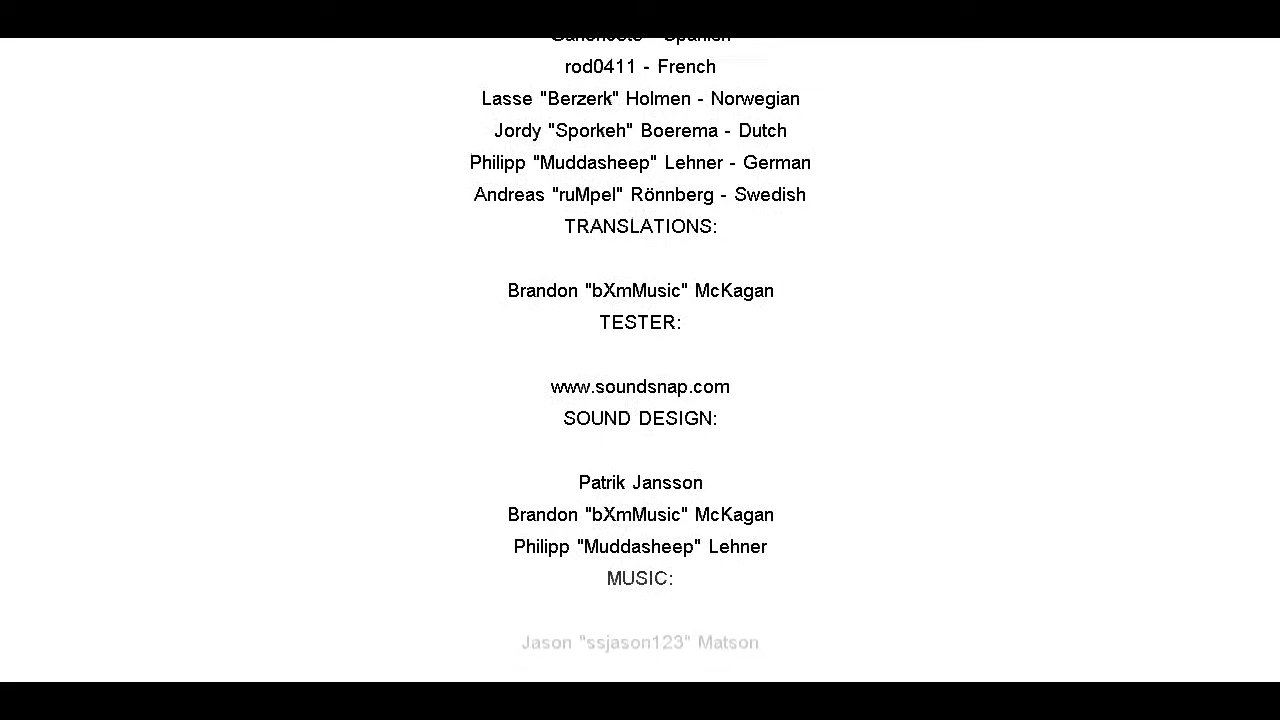 rod0411 - French
Lasse "Berzerk" Holmen - Norwegian
Jordy "Sporkeh" Boerema - Dutch
Philipp "Muddasheep" Lehner - German
Andreas "ruMpel" Rönnberg - Swedish
TRANSLATIONS:
Brandon "bXmMusic" McKagan
TESTER:
www.soundsnap.com
SOUND DESIGN:
Patrik Jansson
Brandon "bXmMusic" McKagan
Philipp "Muddasheep" Lehner
MUSIC:
Jason "ssjason123" Matson